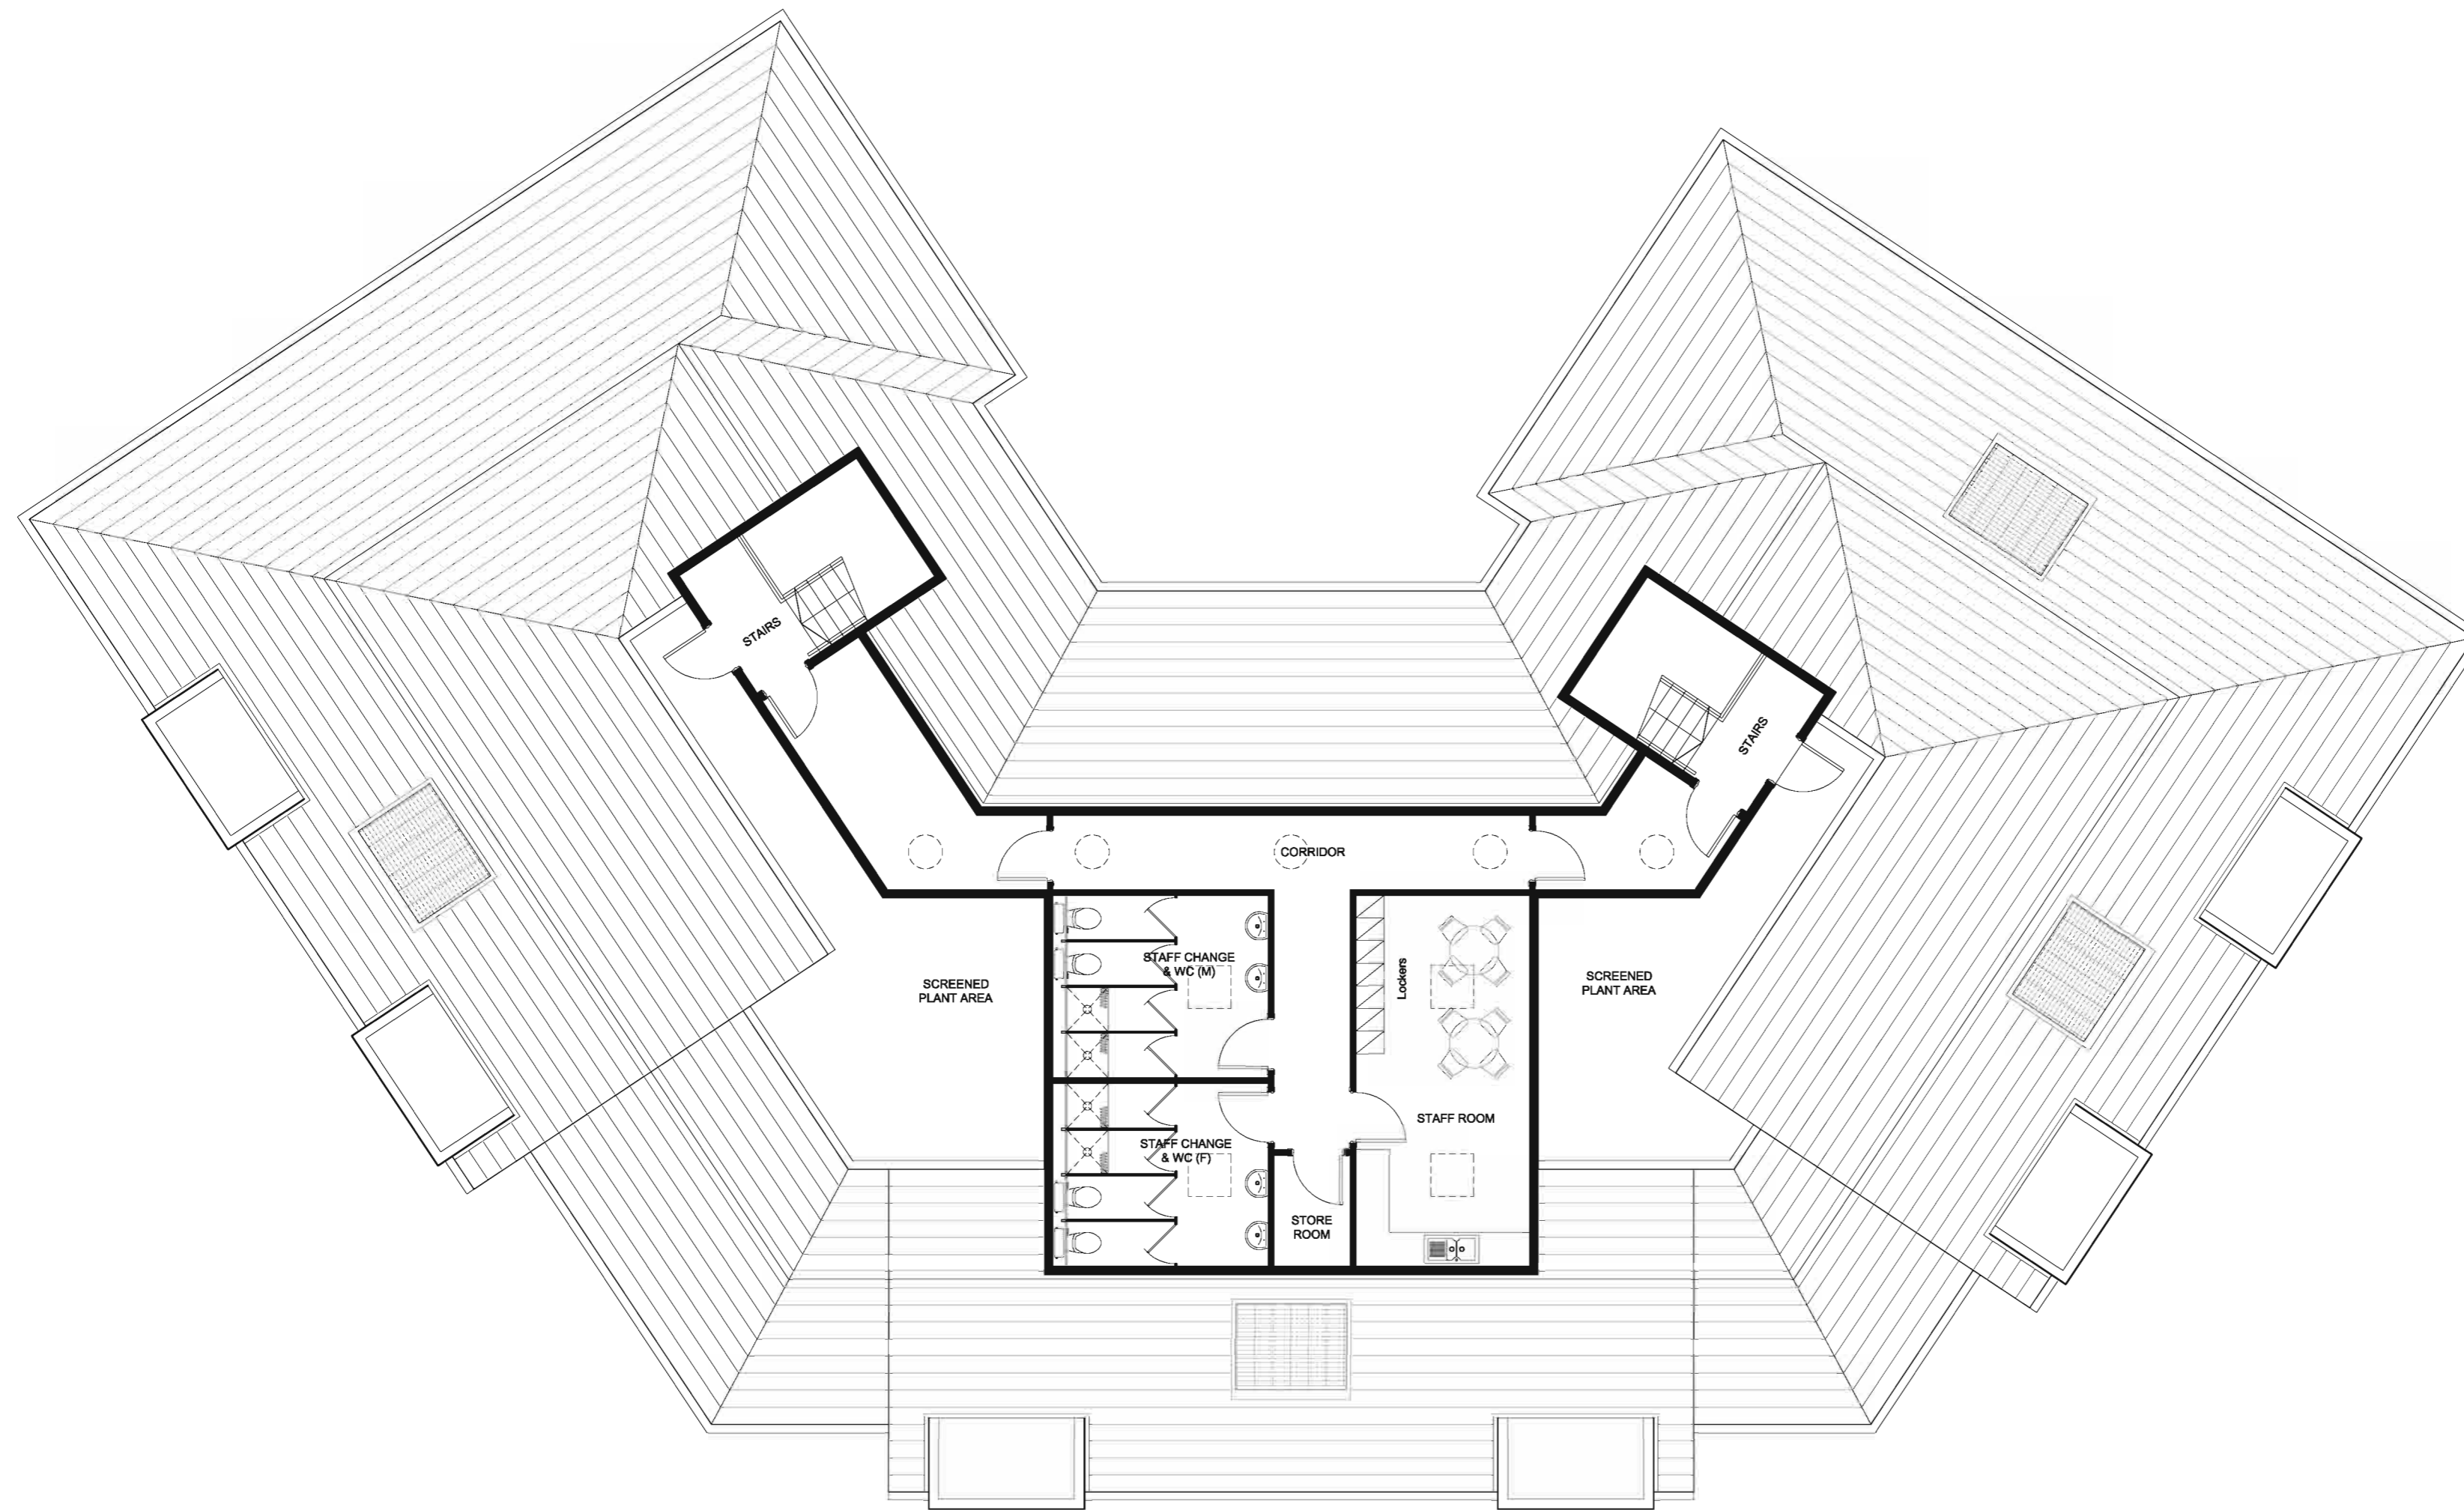 STAIRS
STAIRS
CORRIDOR
STAFF CHANGE
& WC (M)
Lockers
SCREENED
PLANT AREA
SCREENED
PLANT AREA
STAFF ROOM
STAFF CHANGE
& WC (F)
STORE
ROOM